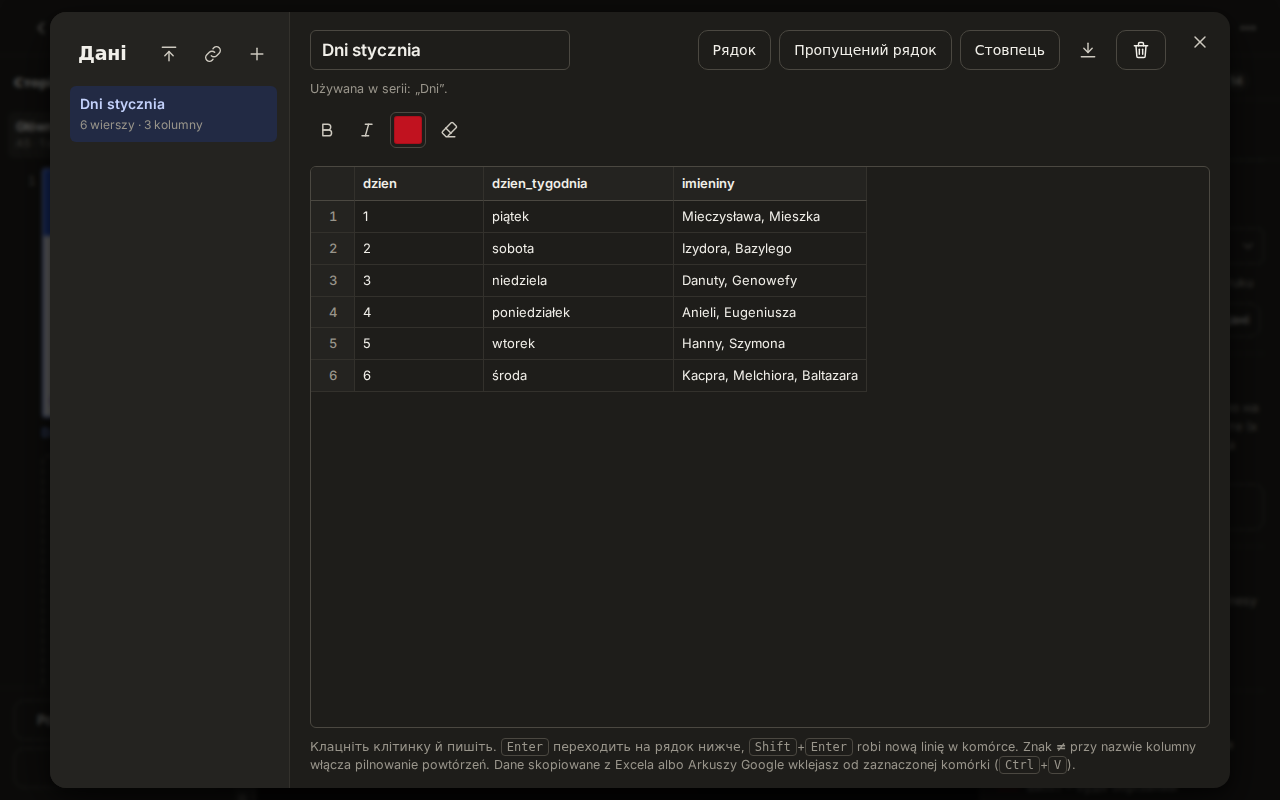 Дані
Dni stycznia
6 wierszy · 3 kolumny
Dni stycznia
Рядок
Пропущений рядок
Стовпець
Używana w serii: „Dni”.
dzien dzien_tygodnia imieniny
1 1 piątek Mieczysława, Mieszka
2 2 sobota Izydora, Bazylego
3 3 niedziela Danuty, Genowefy
4 4 poniedziałek Anieli, Eugeniusza
5 5 wtorek Hanny, Szymona
6 6 środa Kacpra, Melchiora, Baltazara
Клацніть клітинку й пишіть. Enter переходить на рядок нижче, Shift+Enter robi nową linię w komórce. Znak ≠ przy nazwie kolumny
włącza pilnowanie powtórzeń. Dane skopiowane z Excela albo Arkuszy Google wklejasz od zaznaczonej komórki (Ctrl+V).